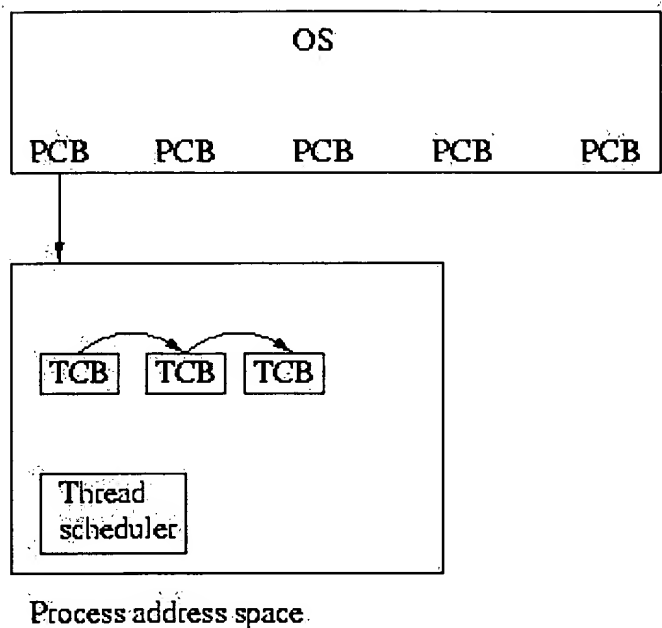 OS
PCB PCB PCB PCB PCB
TCB TCB TCB
Thread
scheduler
Process address space